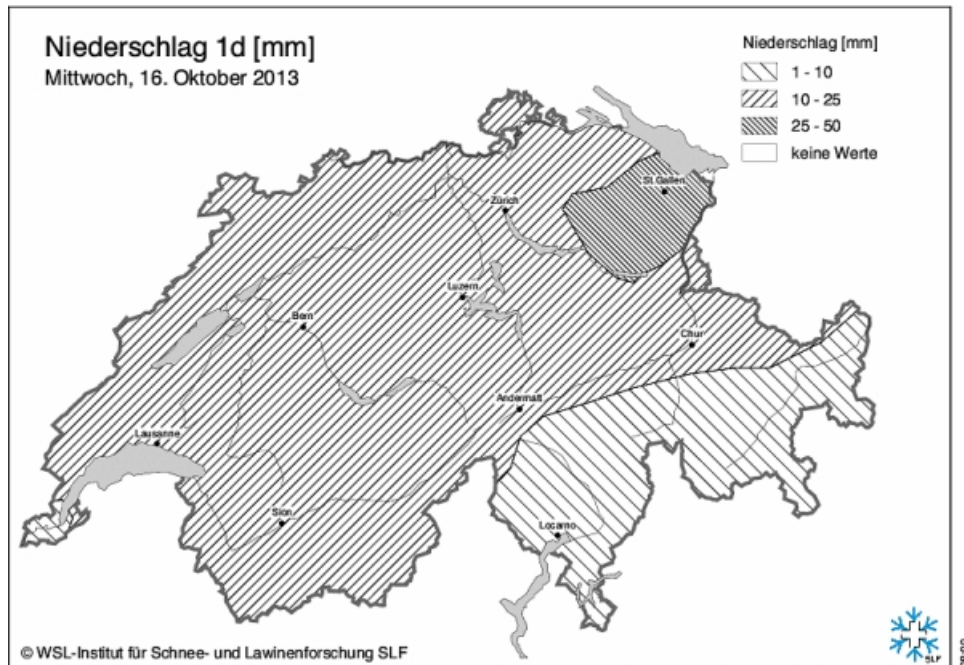 Niederschlag 1d [mm]
Mittwoch, 16. Oktober 2013
Niederschlag [mm]
1 - 10
10 - 25
25 - 50
keine Werte
St.Gallen
Zürich
Luzern
Bern
Chur
Andermatt
Lausanne
Sion
Locarno
© WSL-Institut für Schnee- und Lawinenforschung SLF
SLF